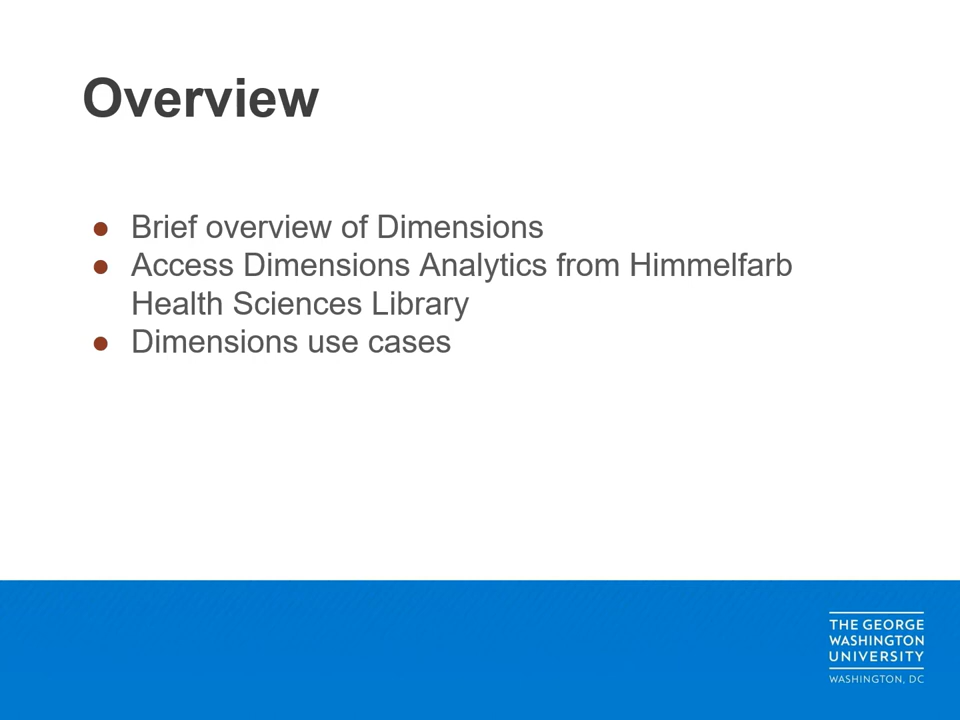 Overview
● Brief overview of Dimensions
● Access Dimensions Analytics from Himmelfarb
Health Sciences Library
● Dimensions use cases
THE GEORGE
WASHINGTON
UNIVERSITY
WASHINGTON, DC